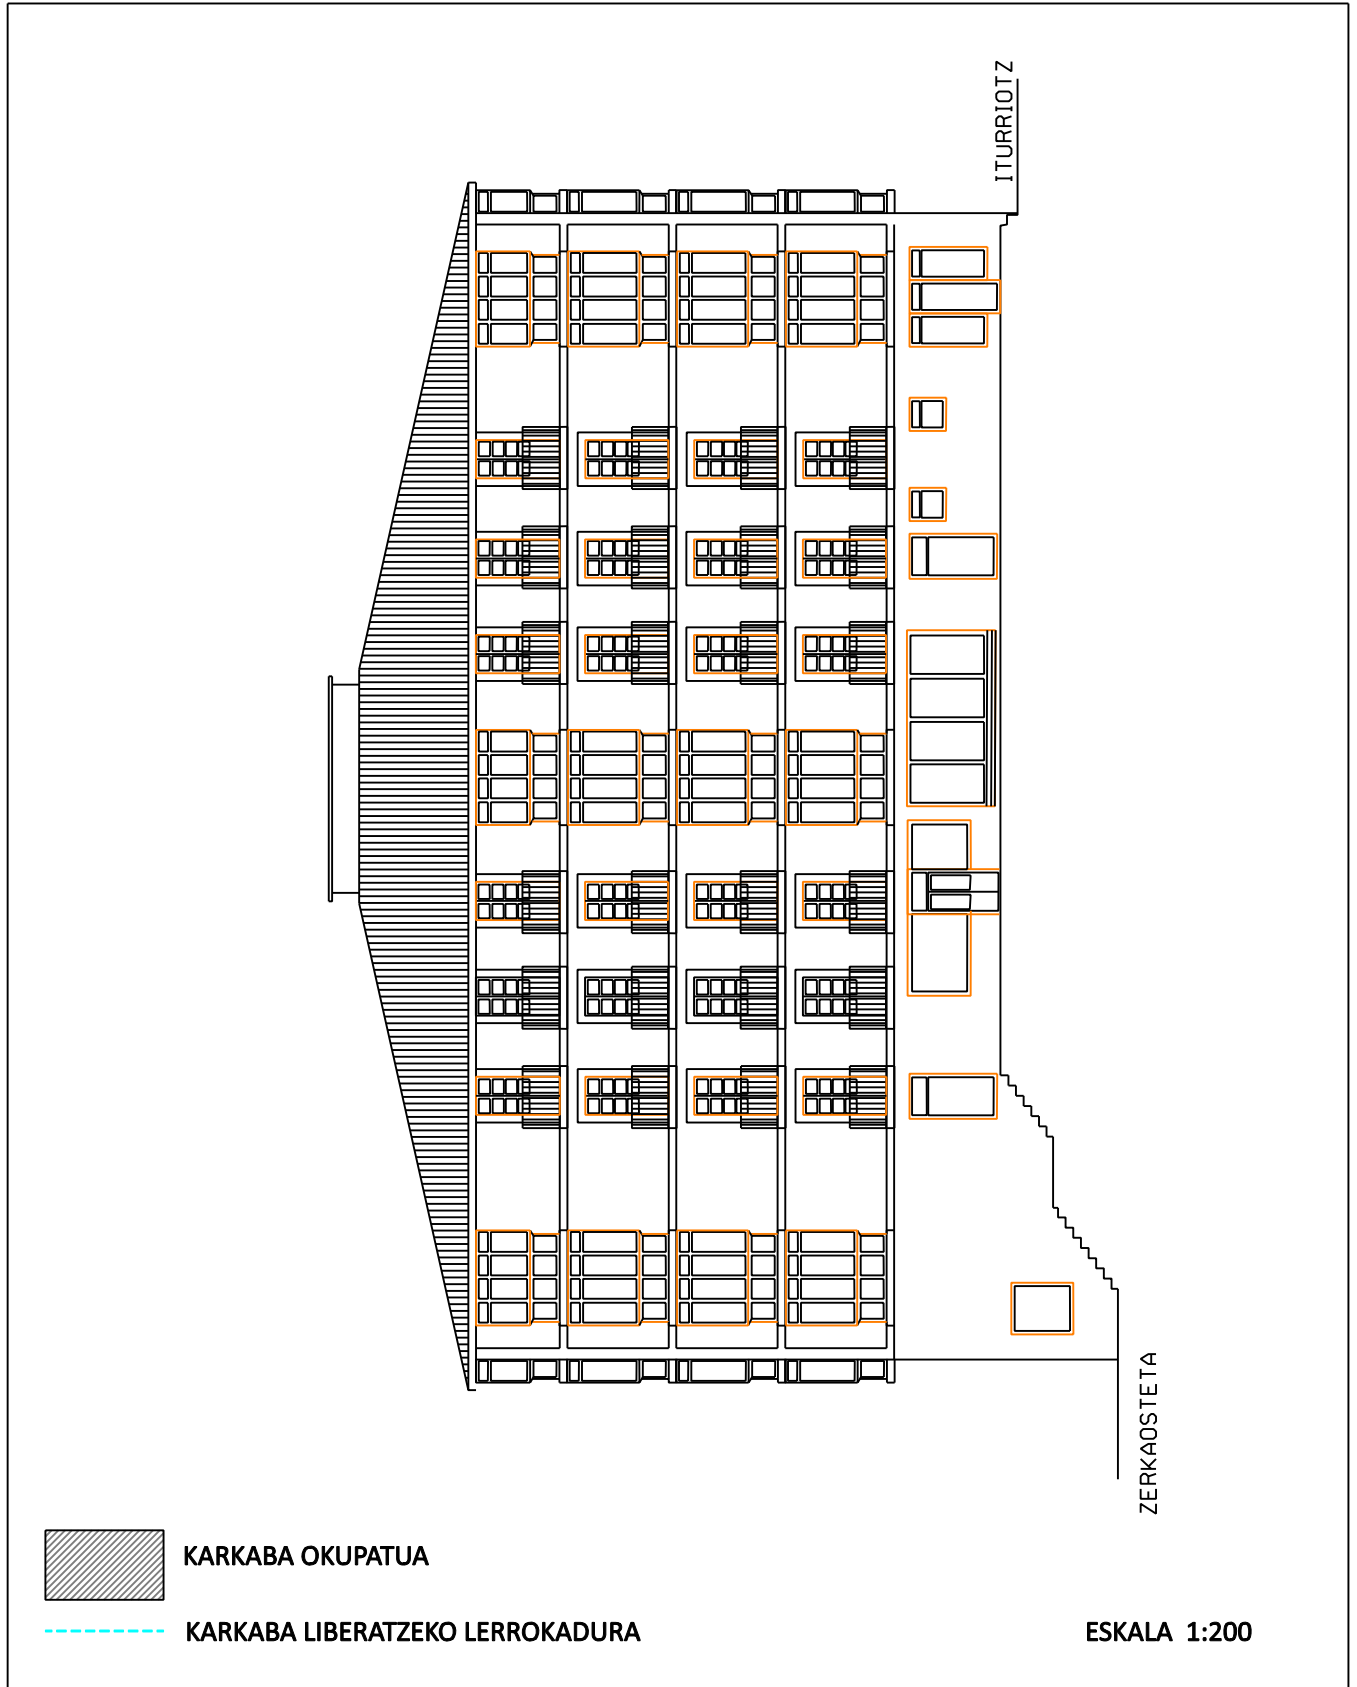 ITURRIOTZ
ZERKAOSTETA
KARKABA OKUPATUA
KARKABA LIBERATZEKO LERROKADURA
ESKALA 1:200